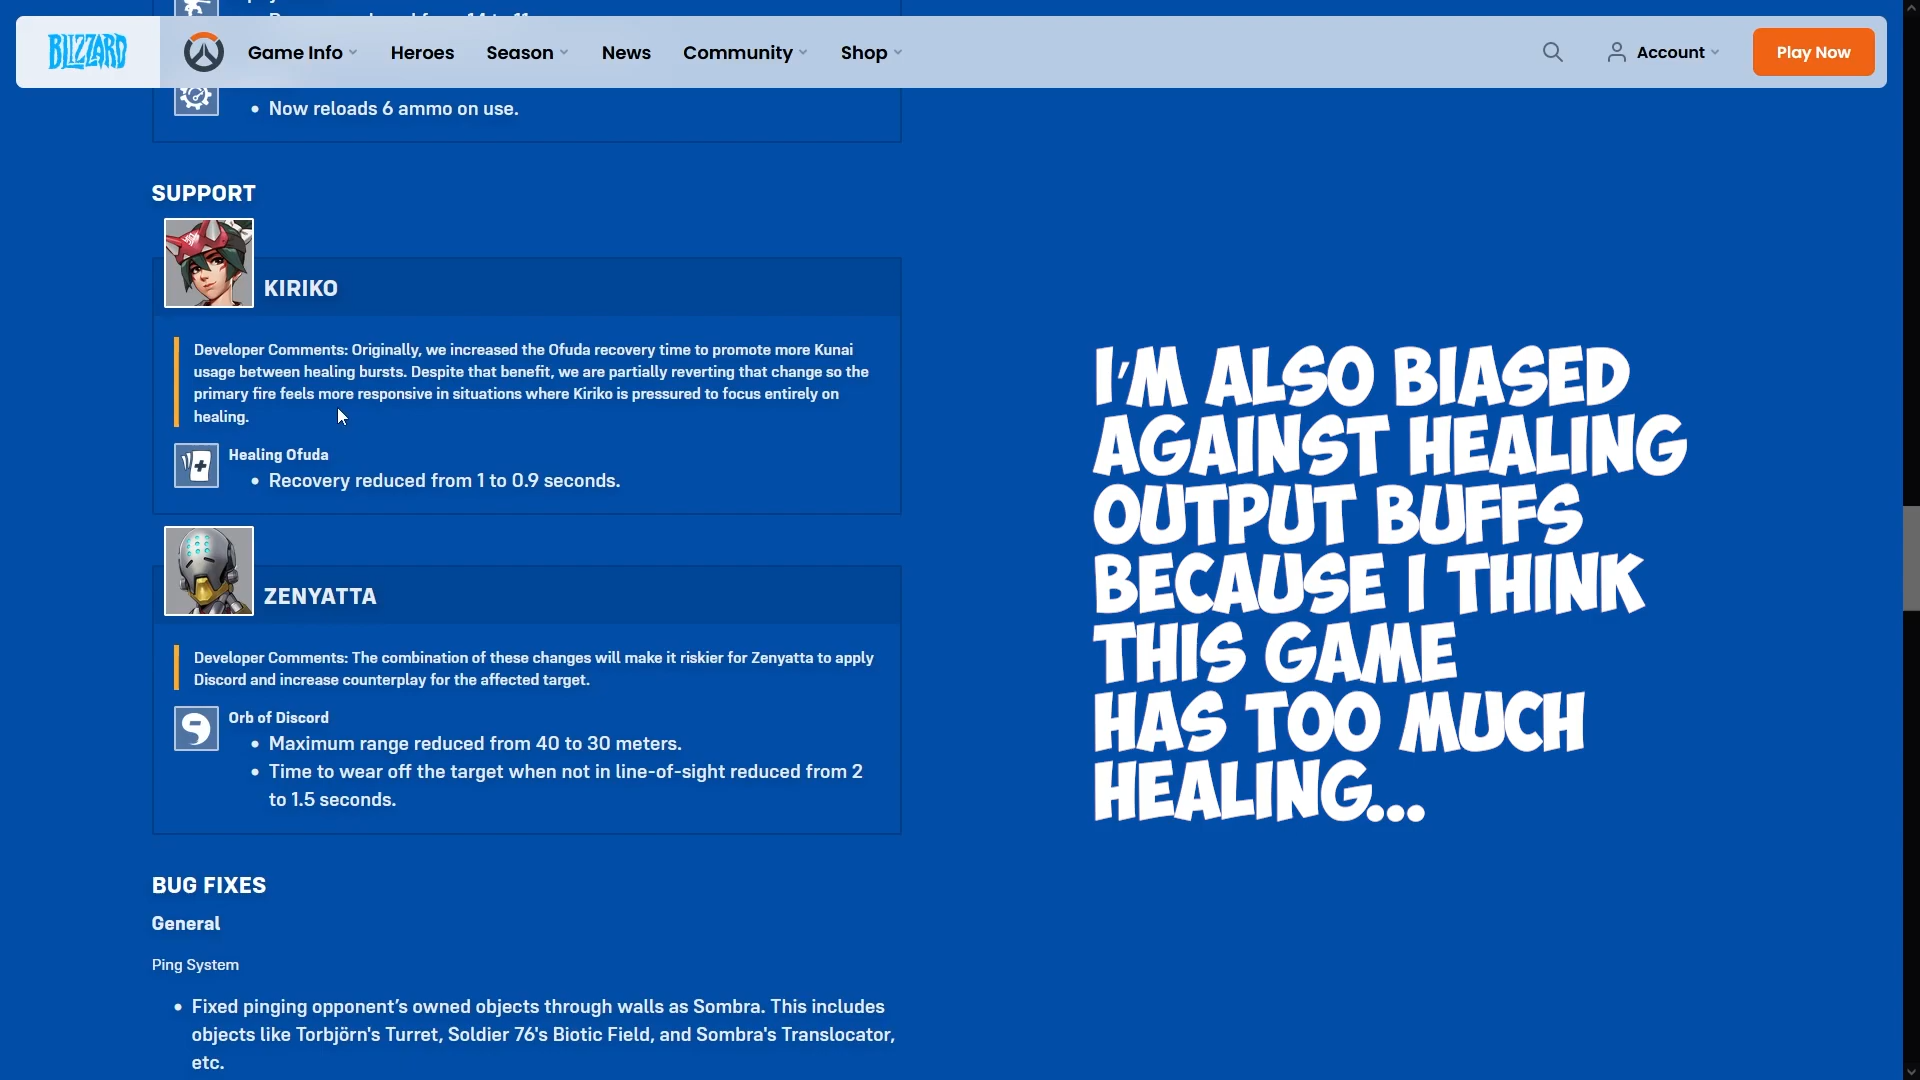 BLIZZARD
Game Info
Heroes
Season
News
Community
Shop
Account
Play Now
Now reloads 6 ammo on use.
SUPPORT
KIRIKO
Developer Comments: Originally, we increased the Ofuda recovery time to promote more Kunai
usage between healing bursts. Despite that benefit, we are partially reverting that change so the
primary fire feels more responsive in situations where Kiriko is pressured to focus entirely on
healing.
Healing Ofuda
Recovery reduced from 1 to 0.9 seconds.
ZENYATTA
Developer Comments: The combination of these changes will make it riskier for Zenyatta to apply
Discord and increase counterplay for the affected target.
Orb of Discord
Maximum range reduced from 40 to 30 meters.
Time to wear off the target when not in line-of-sight reduced from 2
to 1.5 seconds.
BUG FIXES
General
Ping System
Fixed pinging opponent's owned objects through walls as Sombra. This includes
objects like Torbjörn's Turret, Soldier 76's Biotic Field, and Sombra's Translocator,
etc.
I'M ALSO BIASED
AGAINST HEALING
OUTPUT BUFFS
BECAUSE I THINK
THIS GAME
HAS TOO MUCH
HEALING...